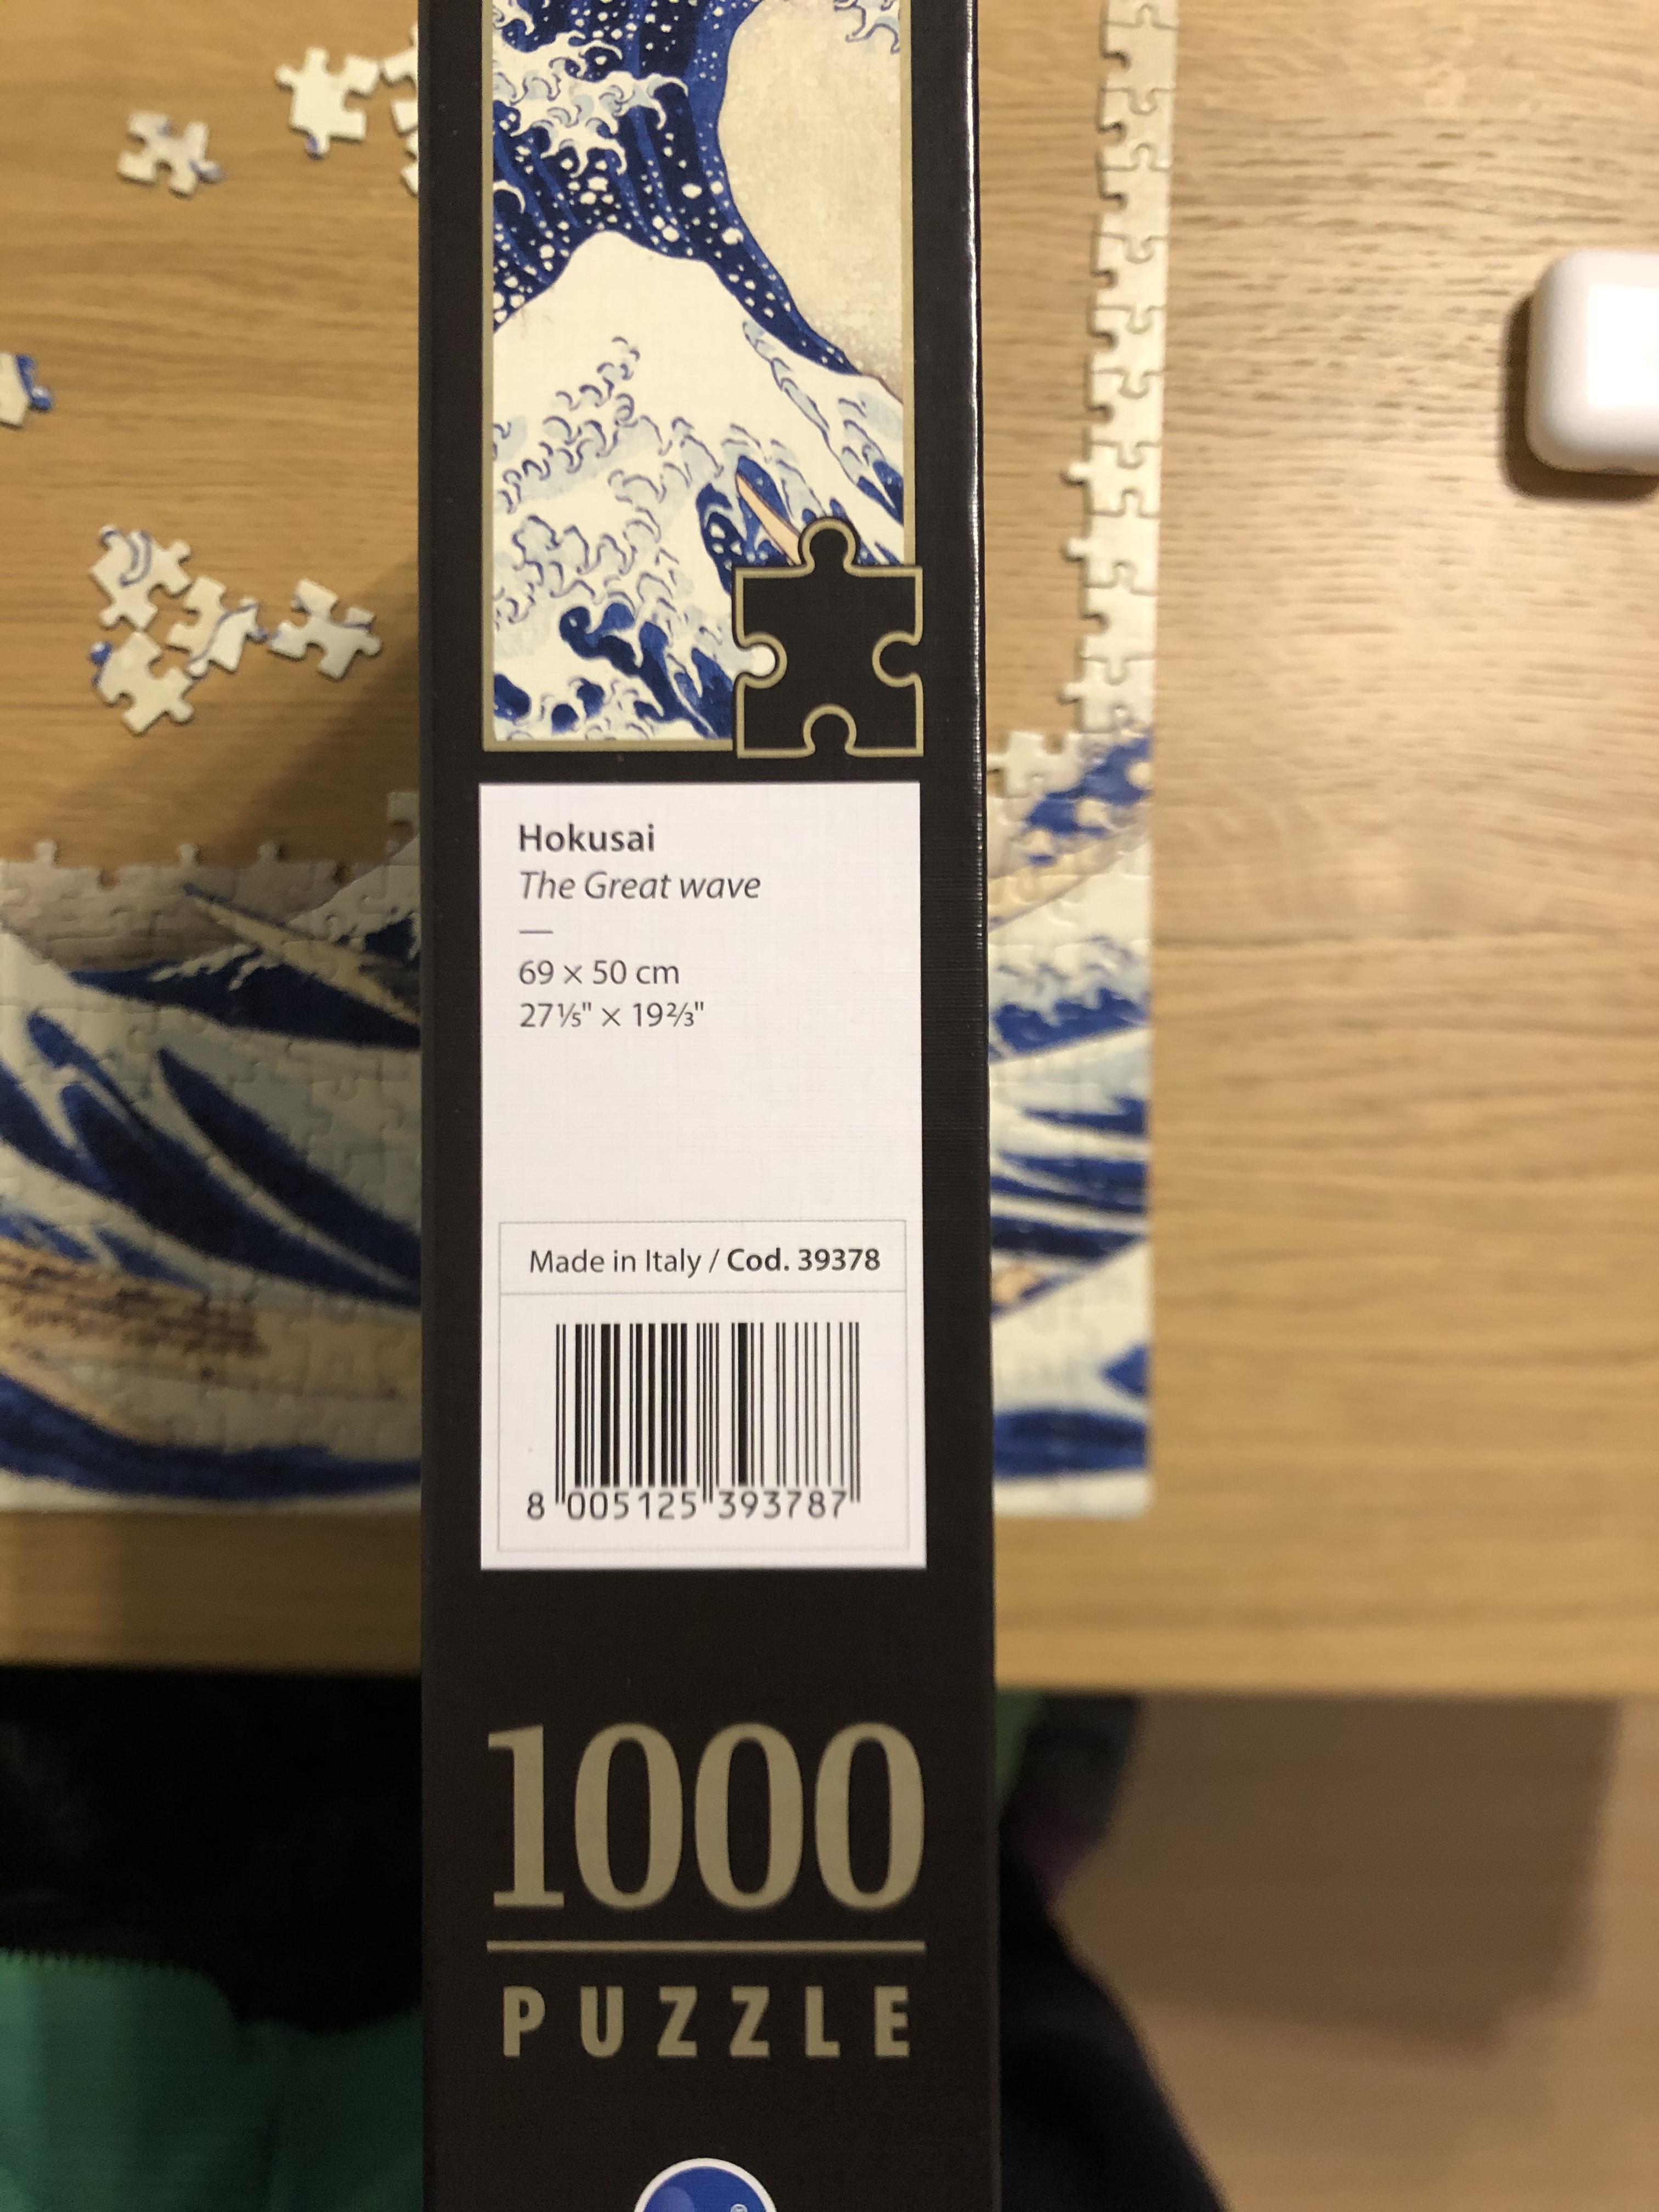 Hokusai
The Great wave
69 × 50 cm
27⅕" × 19⅔"
Made in Italy / Cod. 39378
8 005125 393787
1000
PUZZLE